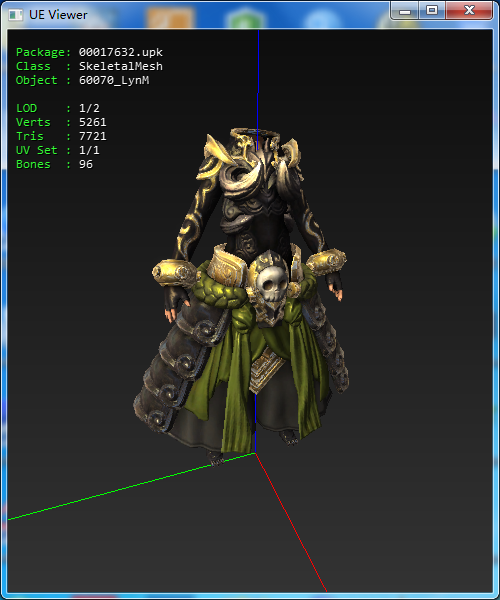 UE Viewer
Package: 00017632.upk
Class : SkeletalMesh
Object : 60070_LynM
LOD : 1/2
Verts : 5261
Tris : 7721
UV Set : 1/1
Bones : 96